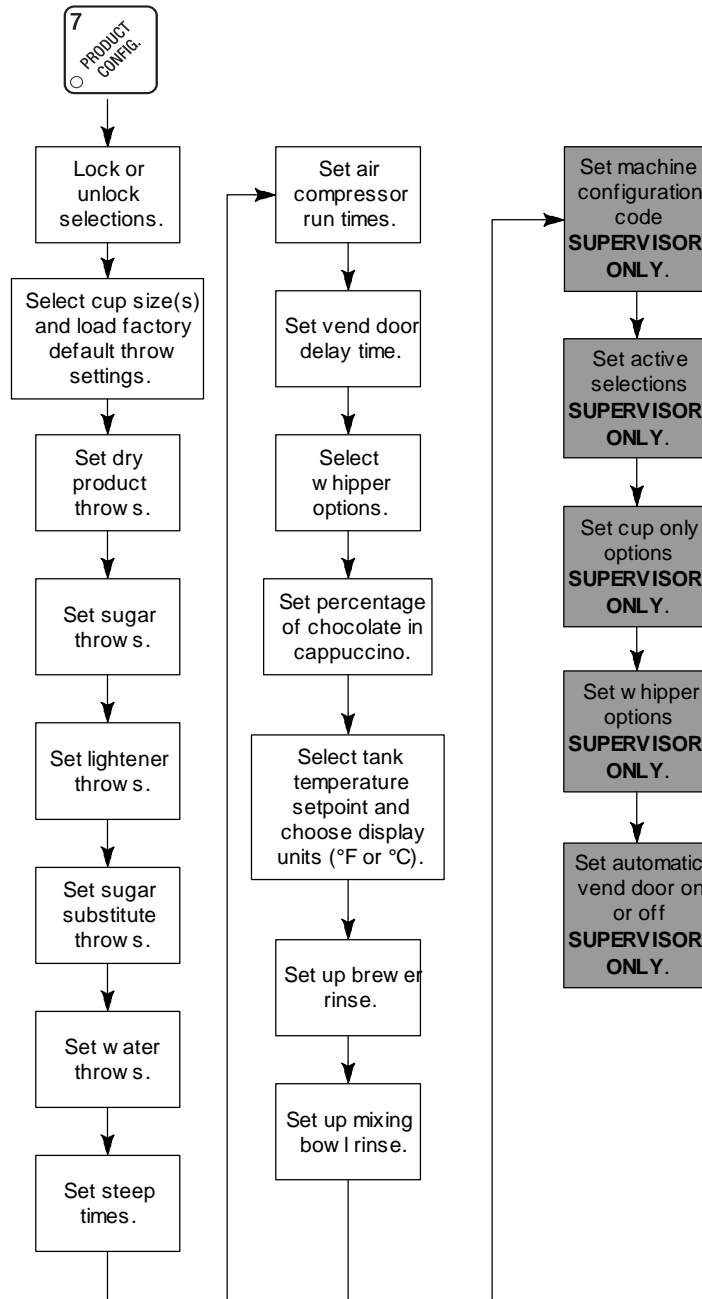 7
PRODUCT
CONFIG.
Lock or
unlock
selections.
Select cup size(s)
and load factory
default throw
settings.
Set dry
product
throw s.
Set sugar
throw s.
Set lightener
throw s.
Set sugar
substitute
throw s.
Set w ater
throw s.
Set steep
times.
Set air
compressor
run times.
Set vend door
delay time.
Select
w hipper
options.
Set percentage
of chocolate in
cappuccino.
Select tank
temperature
setpoint and
choose display
units (°F or °C).
Set up brew er
rinse.
Set up mixing
bow l rinse.
Set machine
configuration
code
SUPERVISOR
ONLY.
Set active
selections
SUPERVISOR
ONLY.
Set cup only
options
SUPERVISOR
ONLY.
Set w hipper
options
SUPERVISOR
ONLY.
Set automatic
vend door on
or off
SUPERVISOR
ONLY.